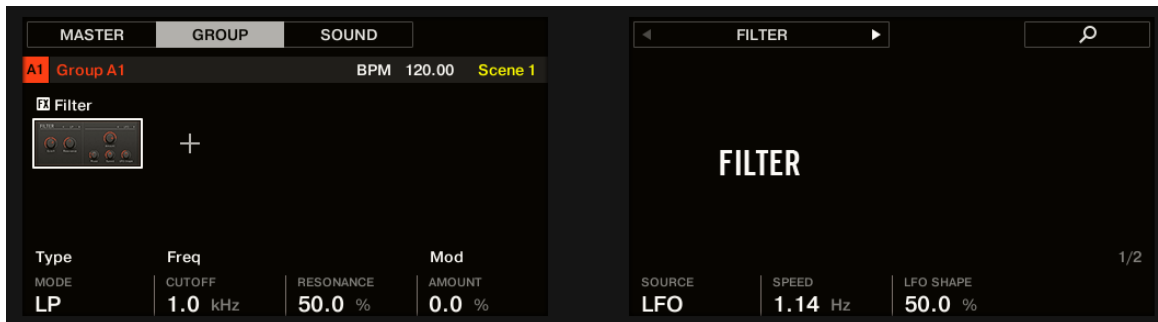 MASTER GROUP SOUND
A1 Group A1 BPM 120.00 Scene 1
FX Filter
FILTER
Type Freq Mod
MODE CUTOFF RESONANCE AMOUNT
LP 1.0 kHz 50.0 % 0.0 %
FILTER
FILTER
1/2
SOURCE SPEED LFO SHAPE
LFO 1.14 Hz 50.0 %